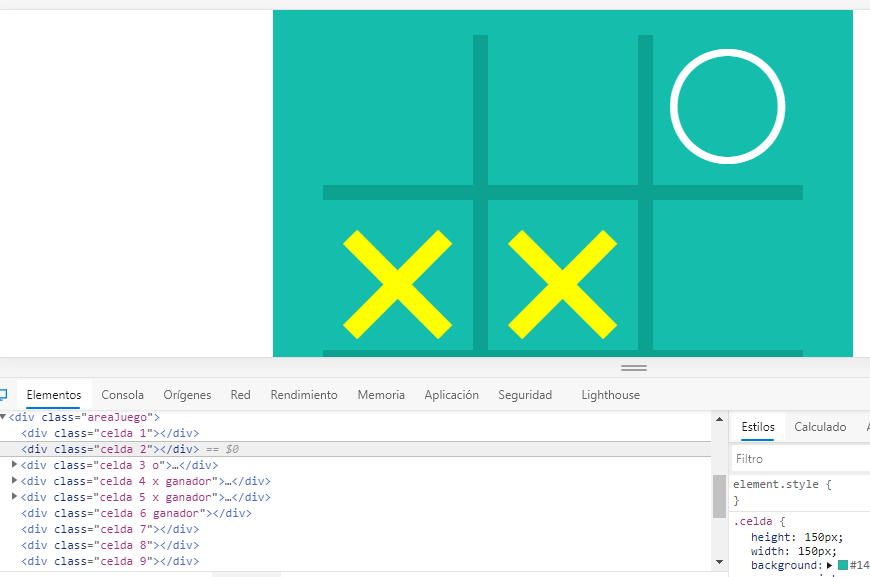 Elementos Consola Orígenes Red Rendimiento Memoria Aplicación Seguridad Lighthouse
<div class="areaJuego">
<div class="celda 1"></div>
<div class="celda 2"></div> == $0
<div class="celda 3 o">…</div>
<div class="celda 4 x ganador">…</div>
<div class="celda 5 x ganador">…</div>
<div class="celda 6 ganador"></div>
<div class="celda 7"></div>
<div class="celda 8"></div>
<div class="celda 9"></div>
Estilos Calculado
Filtro
element.style {
}
.celda {
height: 150px;
width: 150px;
background: #14